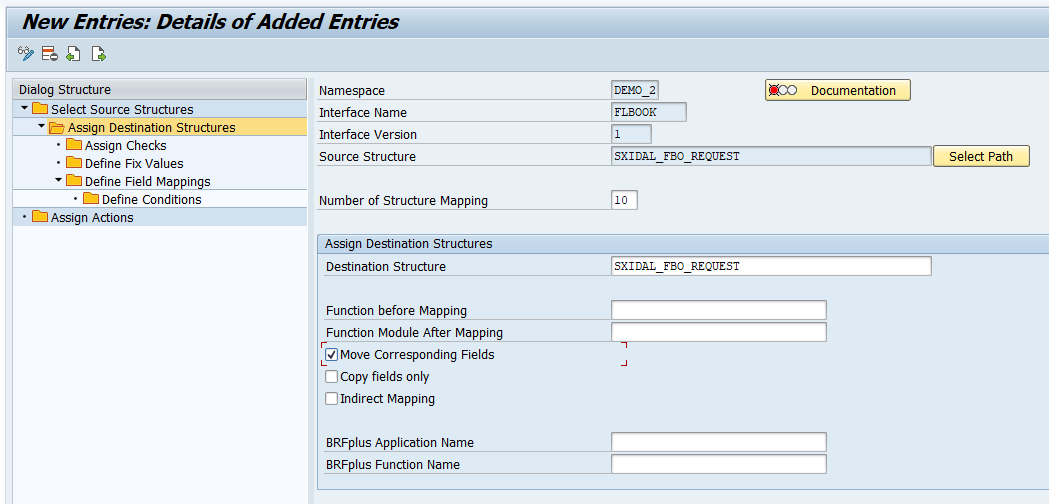 New Entries: Details of Added Entries
Dialog Structure
Select Source Structures
Assign Destination Structures
Assign Checks
Define Fix Values
Define Field Mappings
Define Conditions
Assign Actions
Namespace DEMO_2 Documentation
Interface Name FLBOOK
Interface Version 1
Source Structure SXIDAL_FBO_REQUEST Select Path
Number of Structure Mapping 10
Assign Destination Structures
Destination Structure SXIDAL_FBO_REQUEST
Function before Mapping
Function Module After Mapping
Move Corresponding Fields
Copy fields only
Indirect Mapping
BRFplus Application Name
BRFplus Function Name